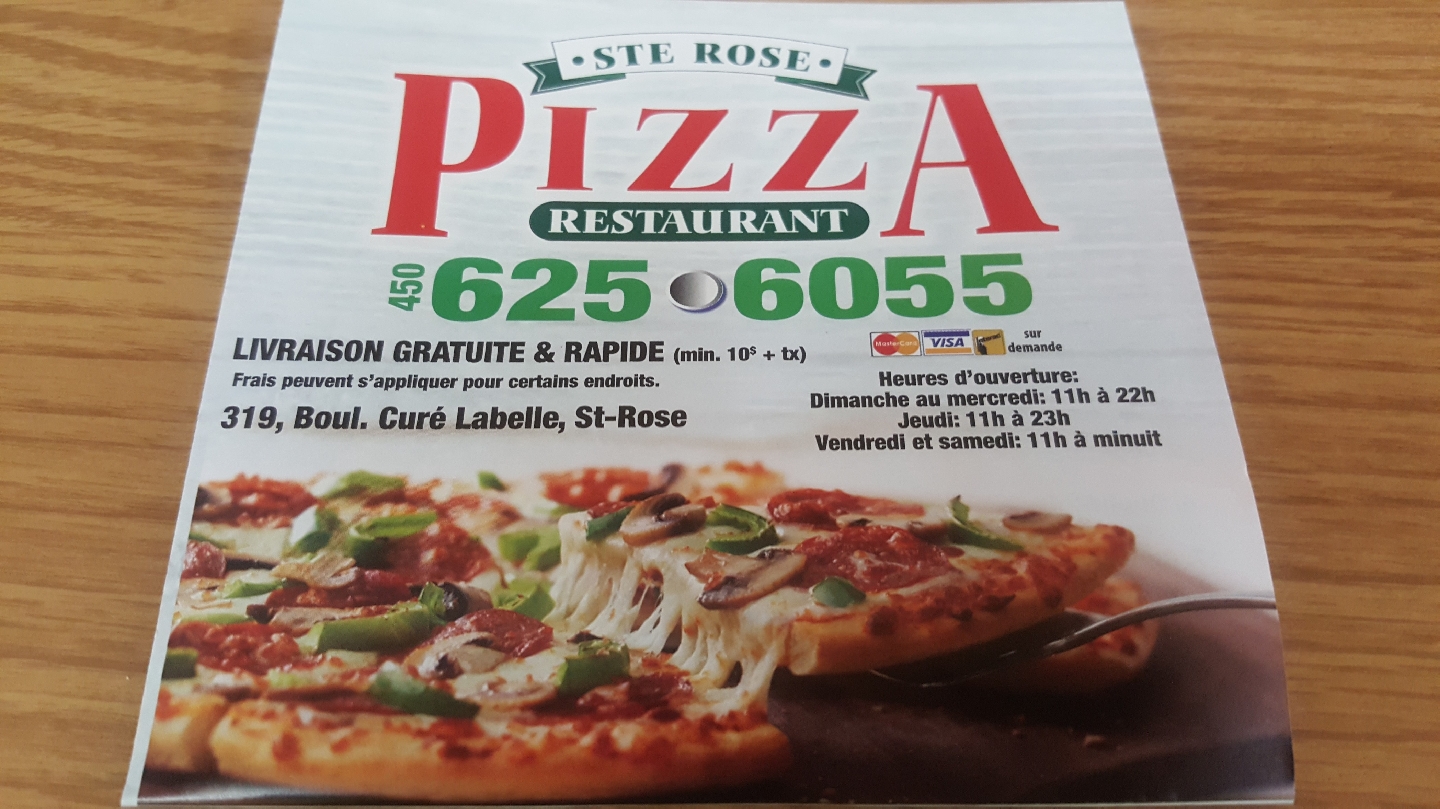 • STE ROSE •
PIZZA
RESTAURANT
450 625 6055
LIVRAISON GRATUITE & RAPIDE (min. 10$ + tx)
Frais peuvent s'appliquer pour certains endroits.
319, Boul. Curé Labelle, St-Rose
MasterCard VISA
sur
demande
Heures d'ouverture:
Dimanche au mercredi: 11h à 22h
Jeudi: 11h à 23h
Vendredi et samedi: 11h à minuit